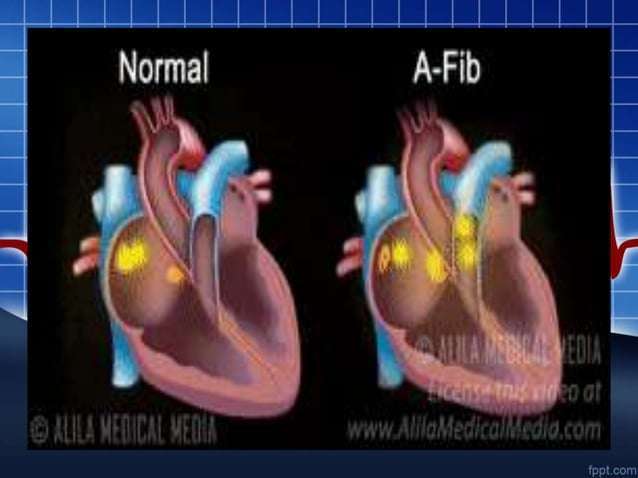 Normal
A-Fib
© ALILA MEDICAL MEDIA
© ALILA MEDICAL MEDIA
License this video at
www.AlilaMedicalMedia.com
fppt.com